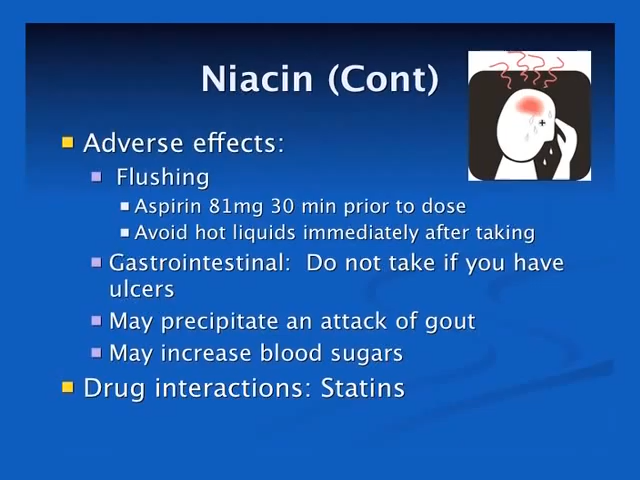 Niacin (Cont)
Adverse effects:
Flushing
Aspirin 81mg 30 min prior to dose
Avoid hot liquids immediately after taking
Gastrointestinal: Do not take if you have
ulcers
May precipitate an attack of gout
May increase blood sugars
Drug interactions: Statins